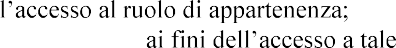 l'accesso al ruolo di appartenenza;
ai fini dell'accesso a tale